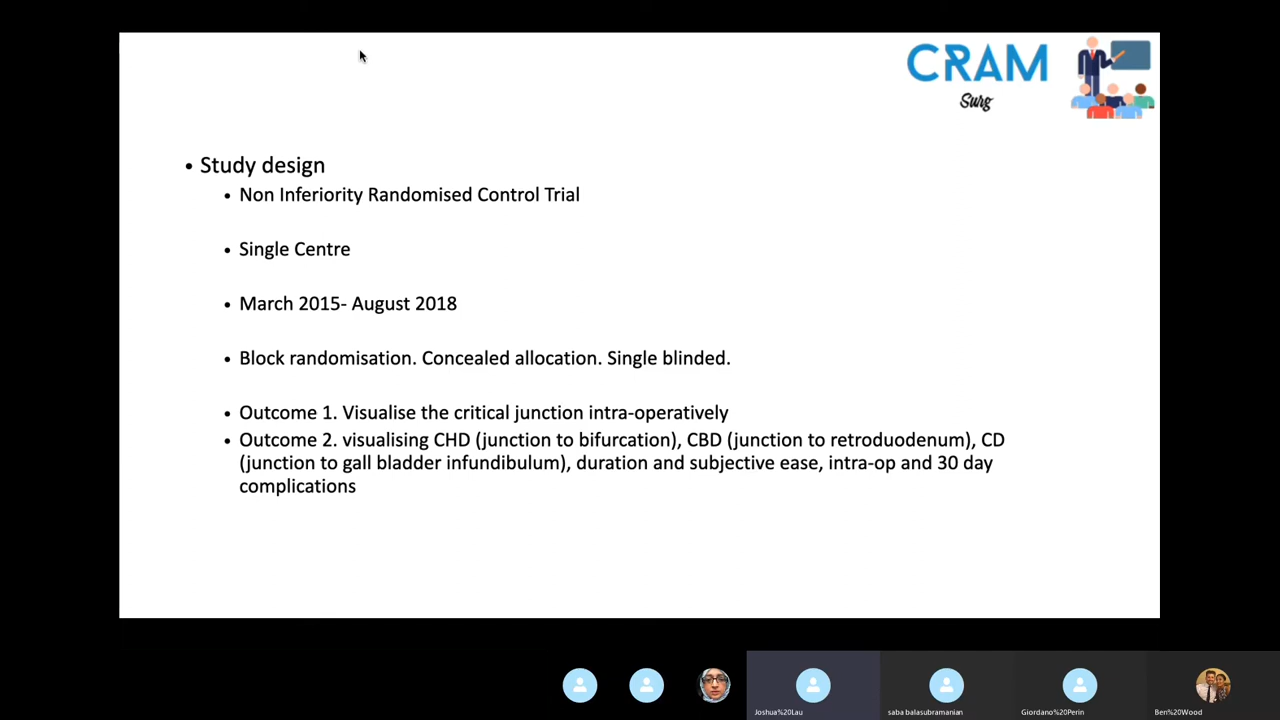 CRAM
Surg
• Study design
• Non Inferiority Randomised Control Trial
• Single Centre
• March 2015- August 2018
• Block randomisation. Concealed allocation. Single blinded.
• Outcome 1. Visualise the critical junction intra-operatively
• Outcome 2. visualising CHD (junction to bifurcation), CBD (junction to retroduodenum), CD
(junction to gall bladder infundibulum), duration and subjective ease, intra-op and 30 day
complications
Joshua%20Lau
saba balasubramanian
Giordano%20Perin
Ben%20Wood